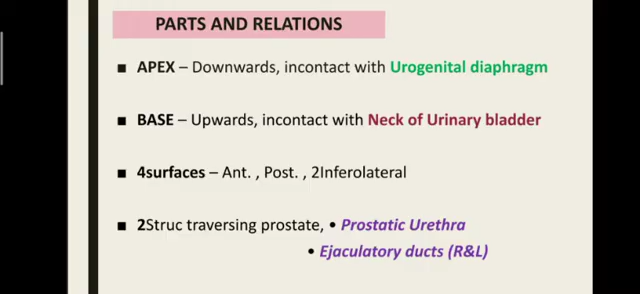 PARTS AND RELATIONS
▪ APEX – Downwards, incontact with Urogenital diaphragm
▪ BASE – Upwards, incontact with Neck of Urinary bladder
▪ 4surfaces – Ant. , Post. , 2Inferolateral
▪ 2Struc traversing prostate, • Prostatic Urethra
• Ejaculatory ducts (R&L)